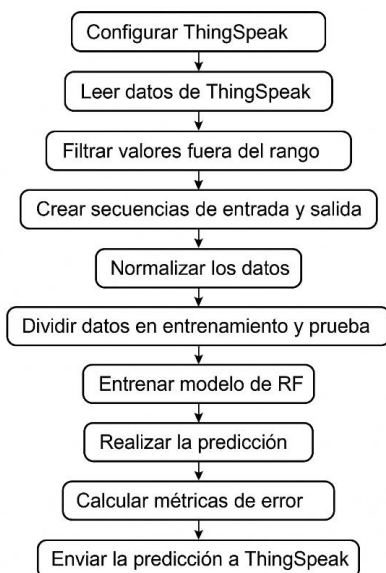 Configurar ThingSpeak
Leer datos de ThingSpeak
Filtrar valores fuera del rango
Crear secuencias de entrada y salida
Normalizar los datos
Dividir datos en entrenamiento y prueba
Entrenar modelo de RF
Realizar la predicción
Calcular métricas de error
Enviar la predicción a ThingSpeak